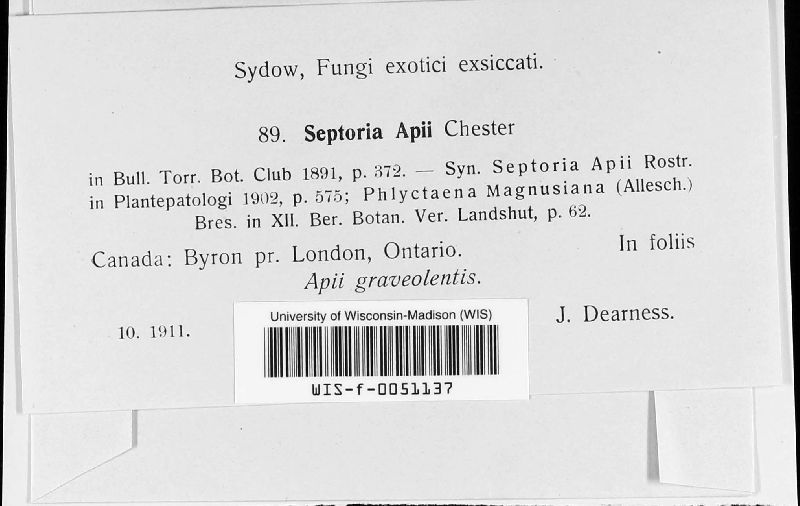 Sydow, Fungi exotici exsiccati.
89. Septoria Apii Chester
in Bull. Torr. Bot. Club 1891, p. 372. — Syn. Septoria Apii Rostr.
in Plantepatologi 1902, p. 575; Phlyctaena Magnusiana (Allesch.)
Bres. in XII. Ber. Botan. Ver. Landshut, p. 62.
Canada: Byron pr. London, Ontario. In foliis
Apii graveolentis.
10. 1911. J. Dearness.
University of Wisconsin-Madison (WIS)
WIS-f-0051137